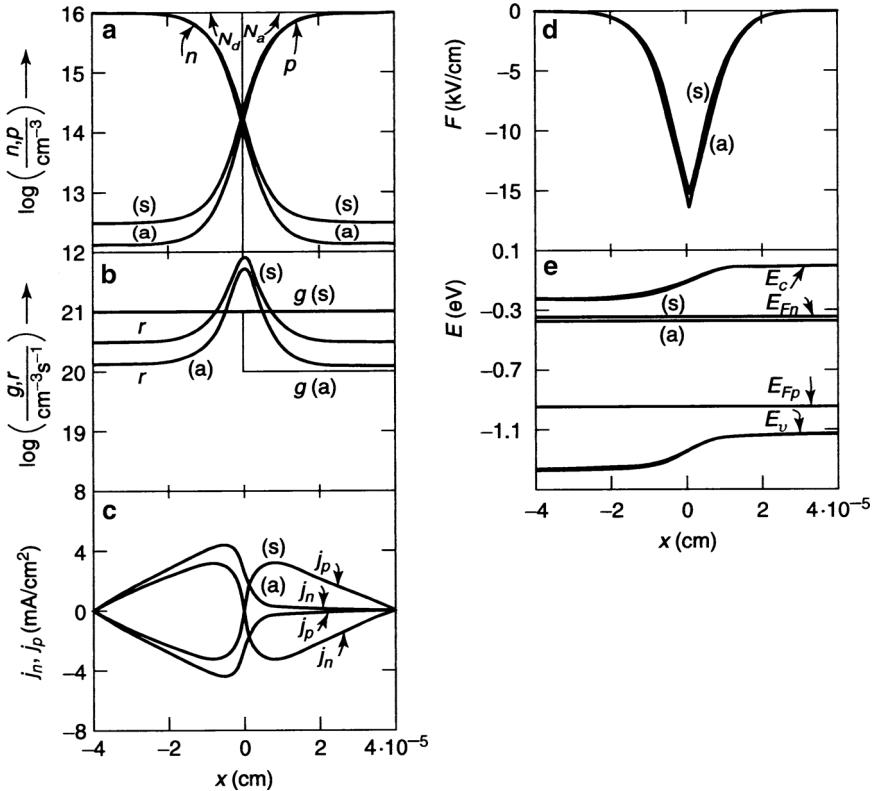 a
16
15
14
13
12
log (n,p / cm⁻³)
n
N_d
N_a
p
(s)
(s)
(a)
(a)
b
21
20
19
8
log (g,r / cm⁻³s⁻¹)
(s)
g (s)
r
r
(a)
g (a)
c
4
0
−4
−8
j_n, j_p (mA/cm²)
(s)
j_p
(a)
j_n
j_p
j_n
−4
−2
0
2
4·10⁻⁵
x (cm)
d
0
−5
−10
−15
F (kV/cm)
(s)
(a)
e
0.1
−0.3
−0.7
−1.1
E (eV)
E_c
(s)
E_Fn
(a)
E_Fp
E_υ
−4
−2
0
2
4·10⁻⁵
x (cm)